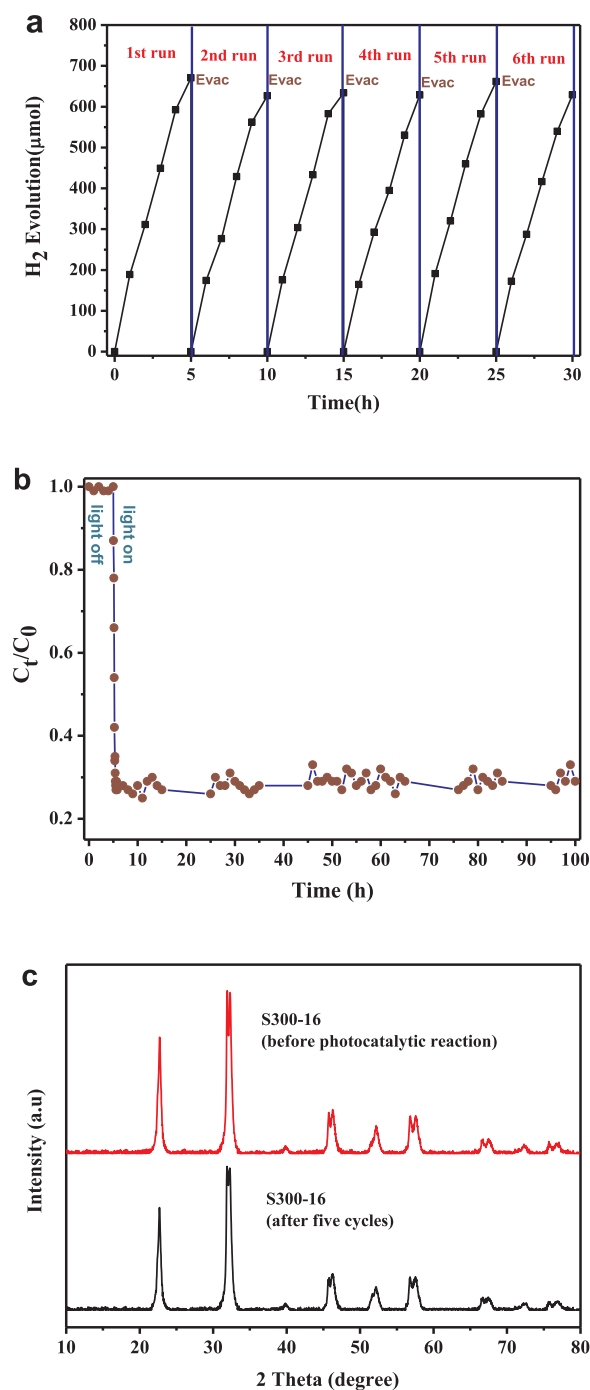 a
800
700
600
500
400
300
200
100
0
H2 Evolution(μmol)
1st run
2nd run
3rd run
4th run
5th run
6th run
Evac
Evac
Evac
Evac
Evac
0 5 10 15 20 25 30
Time(h)
b
1.0
0.8
0.6
0.4
0.2
Ct/C0
light off
light on
0 10 20 30 40 50 60 70 80 90 100
Time (h)
c
Intensity (a.u)
S300-16
(before photocatalytic reaction)
S300-16
(after five cycles)
10 20 30 40 50 60 70 80
2 Theta (degree)